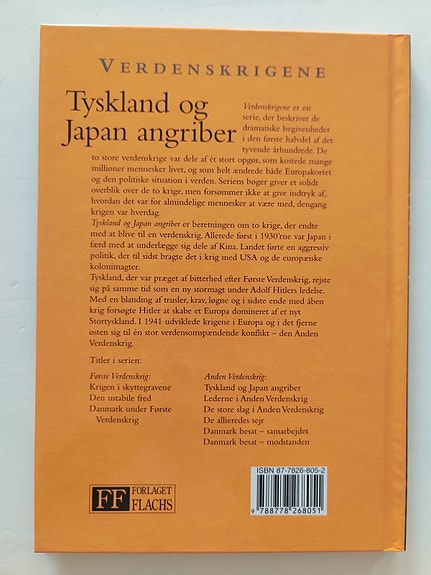 VERDENSKRIGENE
Tyskland og
Japan angriber
Verdenskrigene er en
serie, der beskriver de
dramatiske begivenheder
i den første halvdel af det
tyvende århundrede. De
to store verdenskrige var dele af ét stort opgør, som kostede mange
millioner mennesker livet, og som helt ændrede både Europakortet
og den politiske situation i verden. Seriens bøger giver et solidt
overblik over de to krige, men forsømmer ikke at give indtryk af,
hvordan det var for almindelige mennesker at være med, dengang
krigen var hverdag.
Tyskland og Japan angriber er beretningen om to krige, der endte
med at blive til en verdenskrig. Allerede først i 1930'rne var Japan i
færd med at underlægge sig dele af Kina. Landet førte en aggressiv
politik, der til sidst bragte det i krig med USA og de europæiske
kolonimagter.
Tyskland, der var præget af bitterhed efter Første Verdenskrig, rejste
sig på samme tid som en ny stormagt under Adolf Hitlers ledelse.
Med en blanding af trusler, krav, løgne og i sidste ende med åben
krig forsøgte Hitler at skabe et Europa domineret af et nyt
Stortyskland. I 1941 udviklede krigene i Europa og i det fjerne
østen sig til én stor verdensomspændende konflikt – den Anden
Verdenskrig.
Titler i serien:
Første Verdenskrig:
Krigen i skyttegravene
Den ustabile fred
Danmark under Første
Verdenskrig
Anden Verdenskrig:
Tyskland og Japan angriber
Lederne i Anden Verdenskrig
De store slag i Anden Verdenskrig
De allieredes sejr
Danmark besat – samarbejdet
Danmark besat – modstanden
FF FORLAGET
FLACHS
ISBN 87-7826-805-2
9 788778 268051